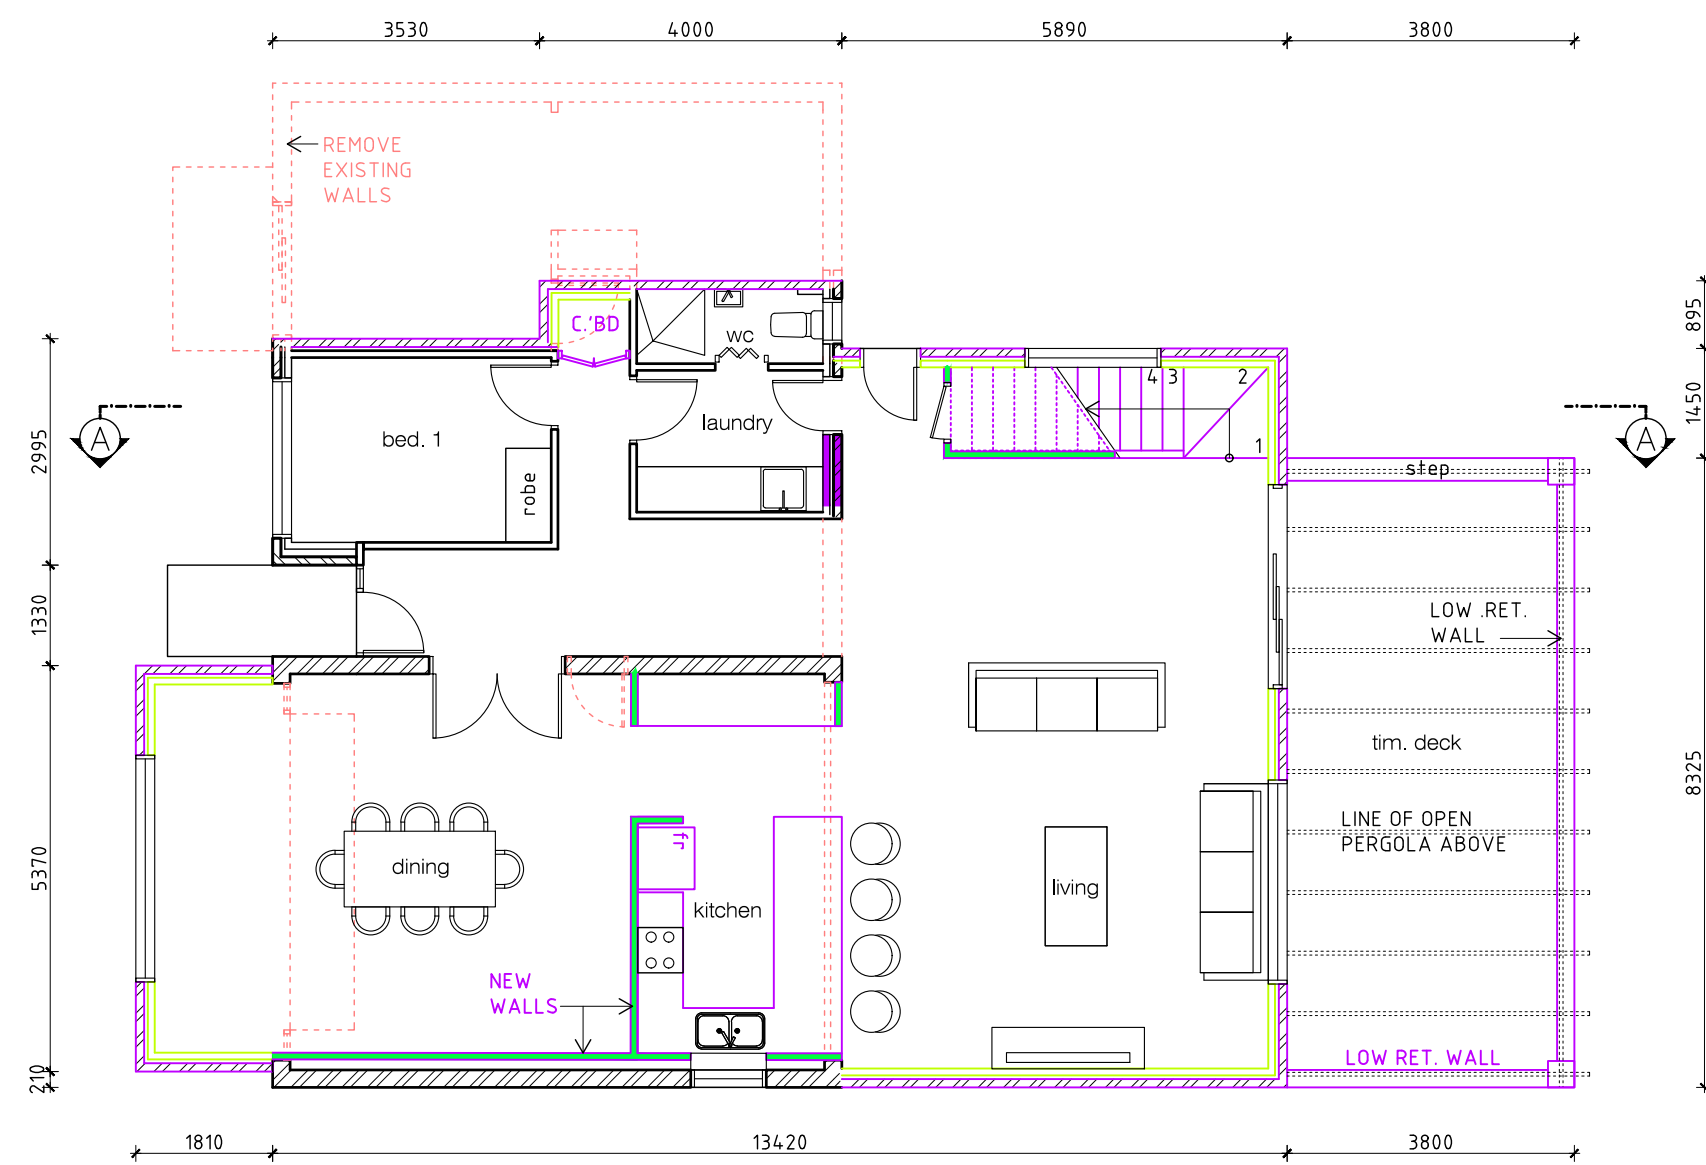 3530
4000
5890
3800
REMOVE
EXISTING
WALLS
C.'BD
WC
895
4 3
2
1
1450
A
bed. 1
laundry
A
2995
robe
step
1330
LOW .RET.
WALL
tim. deck
8325
LINE OF OPEN
PERGOLA ABOVE
fr
dining
5370
living
kitchen
NEW
WALLS
LOW RET. WALL
210
1810
13420
3800